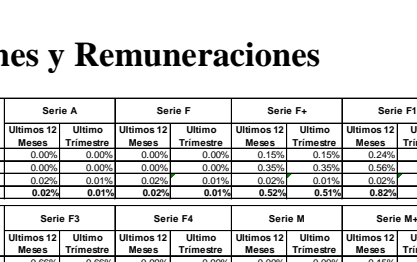 nes y Remuneraciones
Serie A Serie F Serie F+ Serie F1
Ultimos 12 Ultimo Ultimos 12 Ultimo Ultimos 12 Ultimo Ultimos 12
Meses Trimestre Meses Trimestre Meses Trimestre Meses
0.00% 0.00% 0.00% 0.00% 0.15% 0.15% 0.24%
0.00% 0.00% 0.00% 0.00% 0.35% 0.35% 0.56%
0.02% 0.01% 0.02% 0.01% 0.02% 0.01% 0.02%
0.02% 0.01% 0.02% 0.01% 0.52% 0.51% 0.82%
Serie F3 Serie F4 Serie M Serie M+
Ultimos 12 Ultimo Ultimos 12 Ultimo Ultimos 12 Ultimo Ultimos 12
Meses Trimestre Meses Trimestre Meses Trimestre Meses